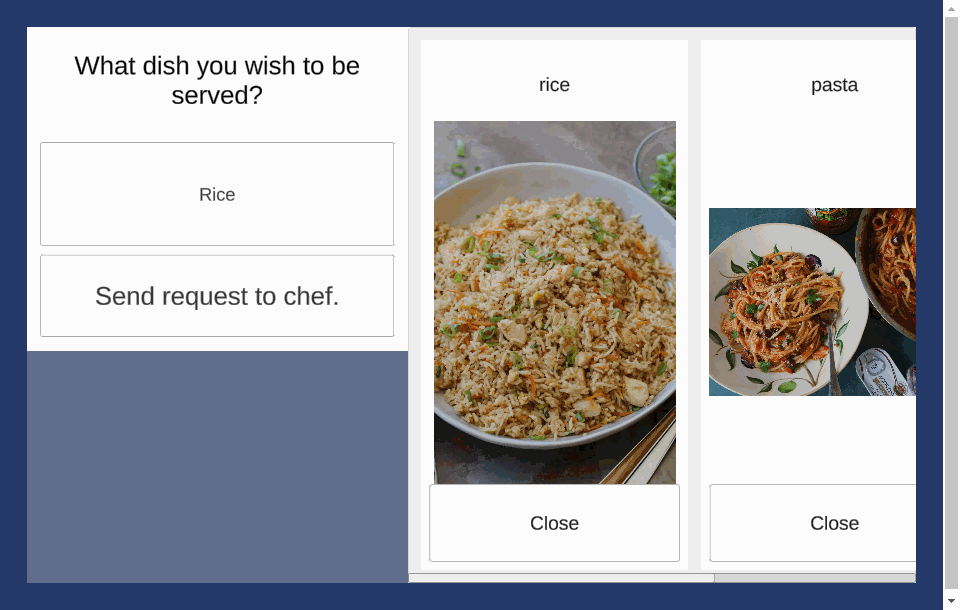 What dish you wish to be
served?
Rice
Send request to chef.
rice
Close
pasta
Close